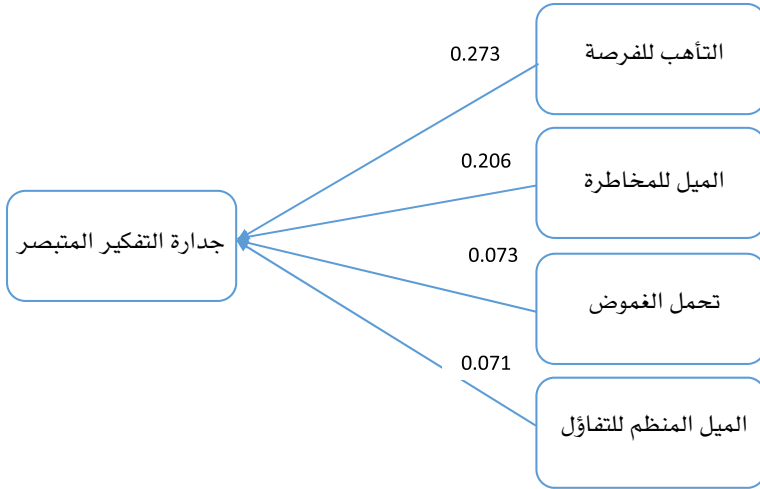 التأهب للفرصة
0.273
الميل للمخاطرة
0.206
جدارة التفكير المتبصر
تحمل الغموض
0.073
الميل المنظم للتفاؤل
0.071